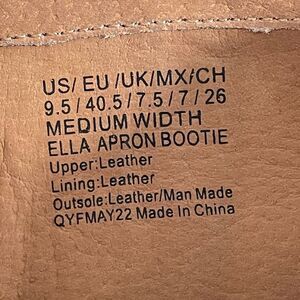 US/ EU /UK/MX/CH
9.5/ 40.5/ 7.5/ 7/ 26
MEDIUM WIDTH
ELLA APRON BOOTIE
Upper:Leather
Lining:Leather
Outsole:Leather/Man Made
QYFMAY22 Made In China